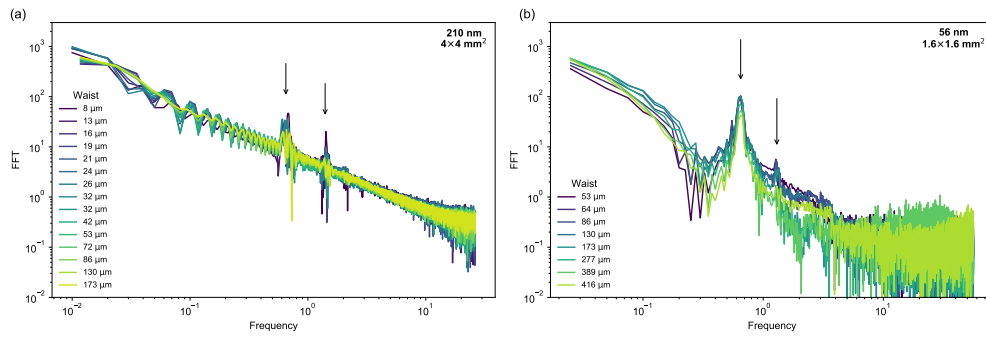 (a)
210 nm
4×4 mm²
FFT
10³
10²
10¹
10⁰
10⁻¹
10⁻²
Waist
8 µm
13 µm
16 µm
19 µm
21 µm
24 µm
26 µm
32 µm
32 µm
42 µm
53 µm
72 µm
86 µm
130 µm
173 µm
10⁻² 10⁻¹ 10⁰ 10¹
Frequency
(b)
56 nm
1.6×1.6 mm²
FFT
10³
10²
10¹
10⁰
10⁻¹
10⁻²
Waist
53 µm
64 µm
86 µm
130 µm
173 µm
277 µm
389 µm
416 µm
10⁻¹ 10⁰ 10¹
Frequency